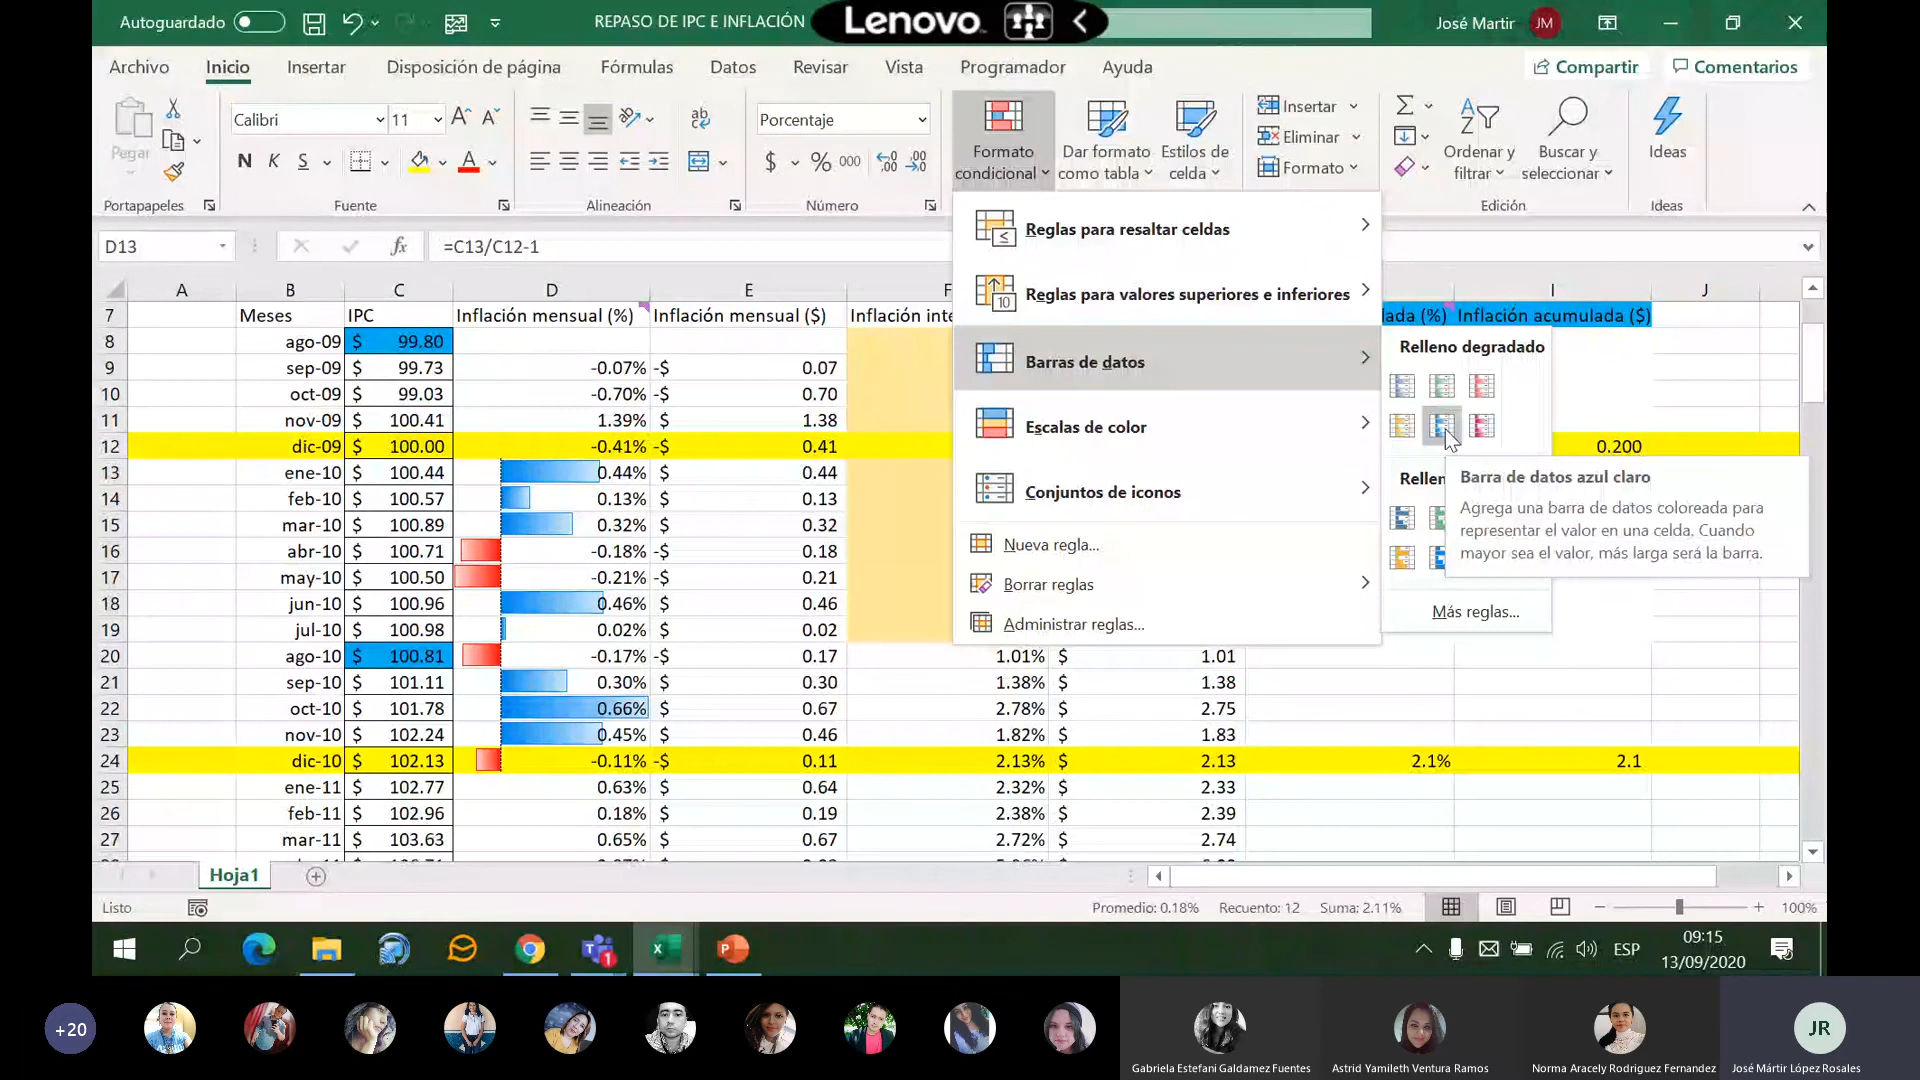 Autoguardado
REPASO DE IPC E INFLACIÓN
Lenovo
José Martir
JM
Archivo Inicio Insertar Disposición de página Fórmulas Datos Revisar Vista Programador Ayuda
Compartir Comentarios
Pegar
Calibri 11
N K S
Porcentaje
$ % 000
Formato condicional
Dar formato como tabla
Estilos de celda
Insertar
Eliminar
Formato
Ordenar y filtrar
Buscar y seleccionar
Ideas
Portapapeles Fuente Alineación Número Edición Ideas
D13 fx =C13/C12-1
A B C D E F I J
7 Meses IPC Inflación mensual (%) Inflación mensual ($) Inflación inte lada (%) Inflación acumulada ($)
8 ago-09 $ 99.80
9 sep-09 $ 99.73 -0.07% -$ 0.07
10 oct-09 $ 99.03 -0.70% -$ 0.70
11 nov-09 $ 100.41 1.39% $ 1.38
12 dic-09 $ 100.00 -0.41% -$ 0.41 0.200
13 ene-10 $ 100.44 0.44% $ 0.44
14 feb-10 $ 100.57 0.13% $ 0.13
15 mar-10 $ 100.89 0.32% $ 0.32
16 abr-10 $ 100.71 -0.18% -$ 0.18
17 may-10 $ 100.50 -0.21% -$ 0.21
18 jun-10 $ 100.96 0.46% $ 0.46
19 jul-10 $ 100.98 0.02% $ 0.02
20 ago-10 $ 100.81 -0.17% -$ 0.17 1.01% $ 1.01
21 sep-10 $ 101.11 0.30% $ 0.30 1.38% $ 1.38
22 oct-10 $ 101.78 0.66% $ 0.67 2.78% $ 2.75
23 nov-10 $ 102.24 0.45% $ 0.46 1.82% $ 1.83
24 dic-10 $ 102.13 -0.11% -$ 0.11 2.13% $ 2.13 2.1% 2.1
25 ene-11 $ 102.77 0.63% $ 0.64 2.32% $ 2.33
26 feb-11 $ 102.96 0.18% $ 0.19 2.38% $ 2.39
27 mar-11 $ 103.63 0.65% $ 0.67 2.72% $ 2.74
Reglas para resaltar celdas
Reglas para valores superiores e inferiores
Barras de datos
Escalas de color
Conjuntos de iconos
Nueva regla...
Borrar reglas
Administrar reglas...
Relleno degradado
Rellen
Más reglas...
Barra de datos azul claro
Agrega una barra de datos coloreada para
representar el valor en una celda. Cuando
mayor sea el valor, más larga será la barra.
Hoja1
Listo
Promedio: 0.18% Recuento: 12 Suma: 2.11%
100%
ESP
09:15
13/09/2020
+20
JR
Gabriela Estefani Galdamez Fuentes
Astrid Yamileth Ventura Ramos
Norma Aracely Rodriguez Fernandez
José Mártir López Rosales